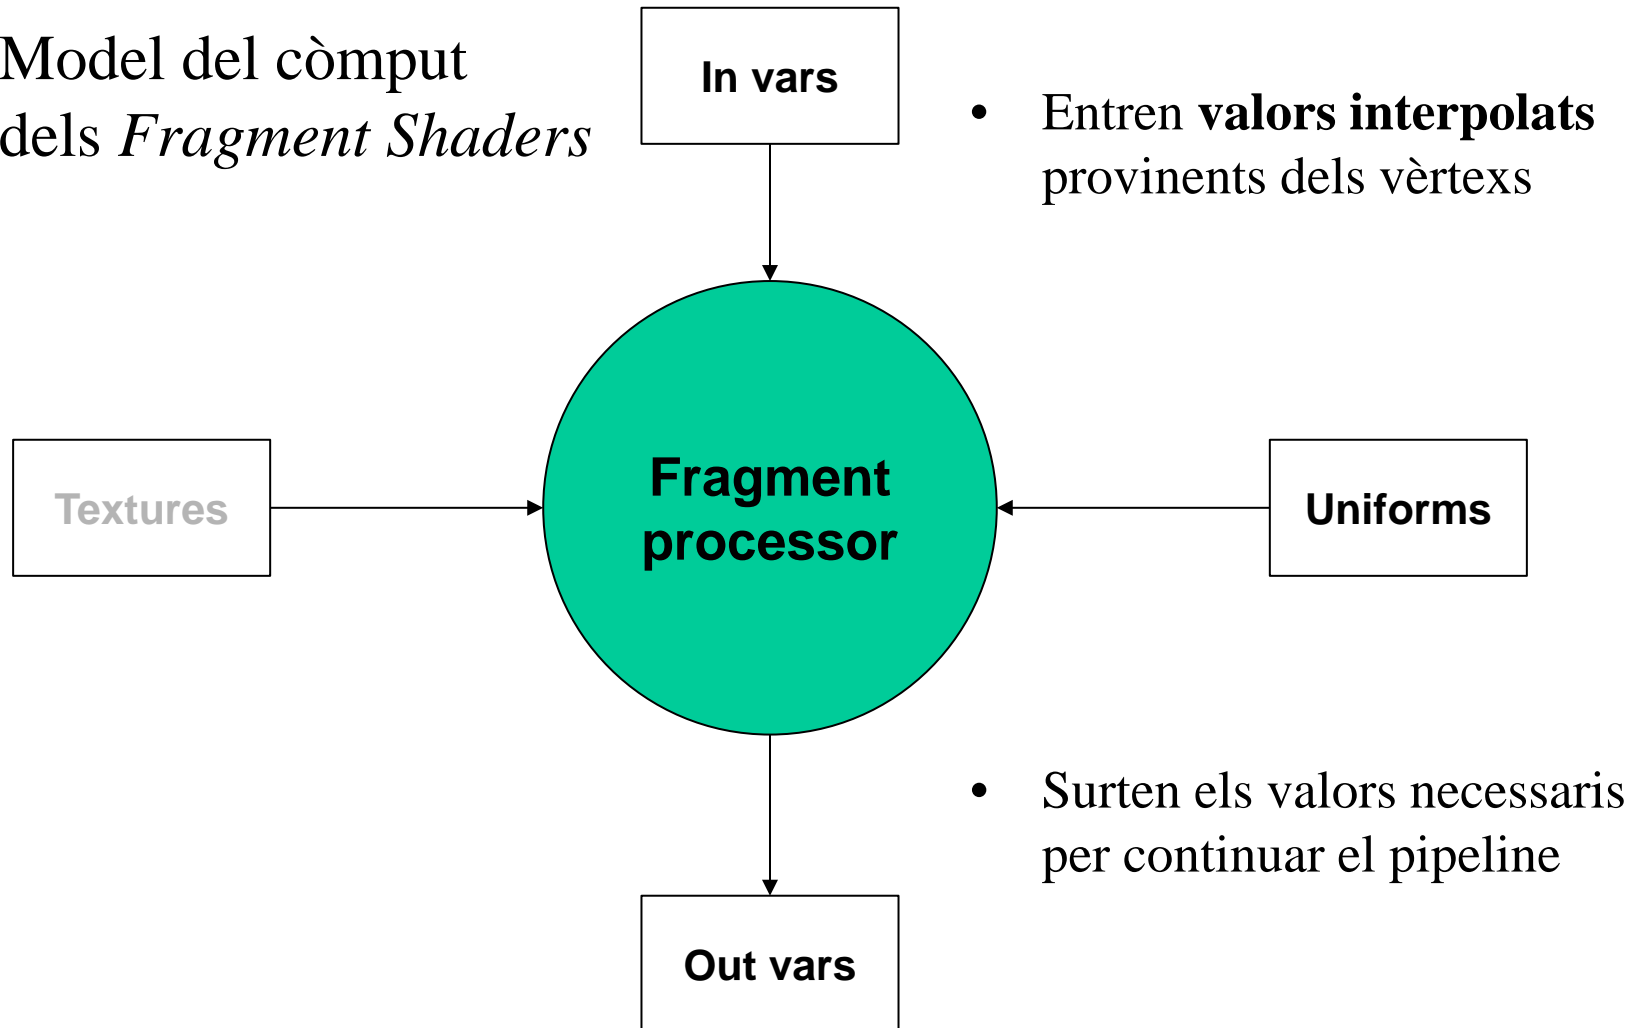 Model del còmput
dels Fragment Shaders
In vars
• Entren valors interpolats
provinents dels vèrtexs
Textures
Fragment
processor
Uniforms
• Surten els valors necessaris
per continuar el pipeline
Out vars